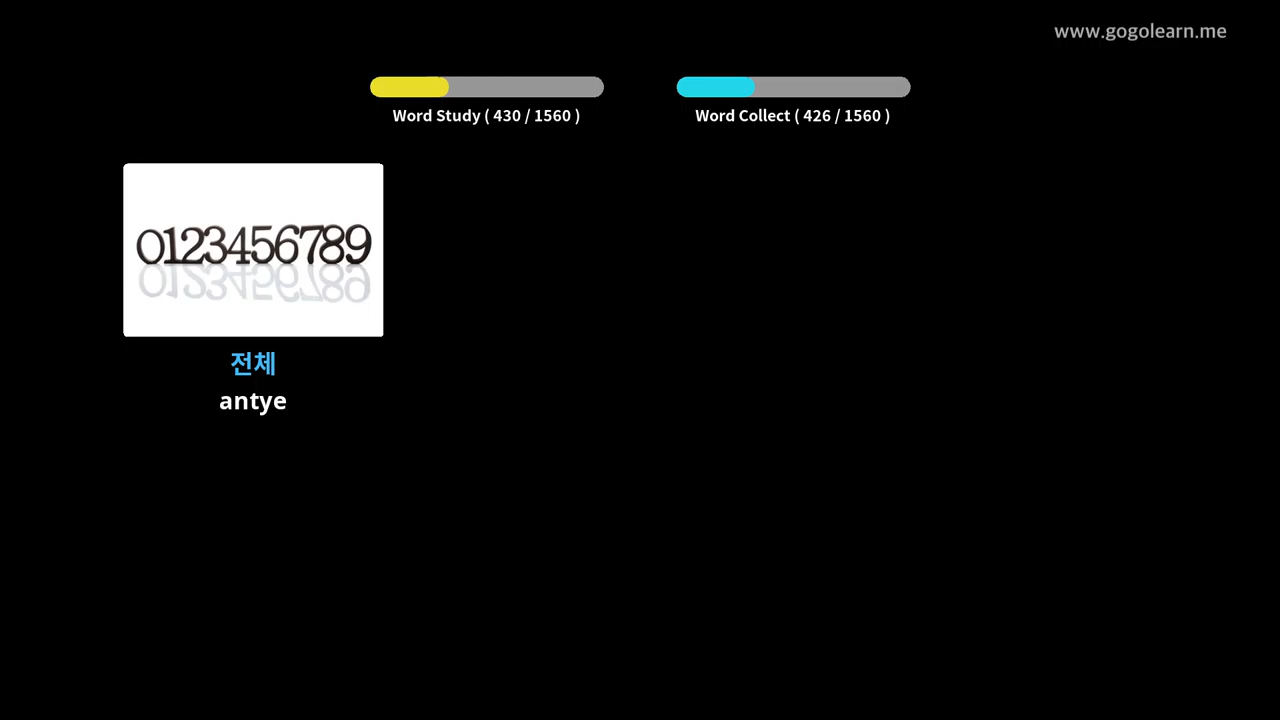 www.gogolearn.me
Word Study ( 430 / 1560 )
Word Collect ( 426 / 1560 )
0123456789
전체
antye